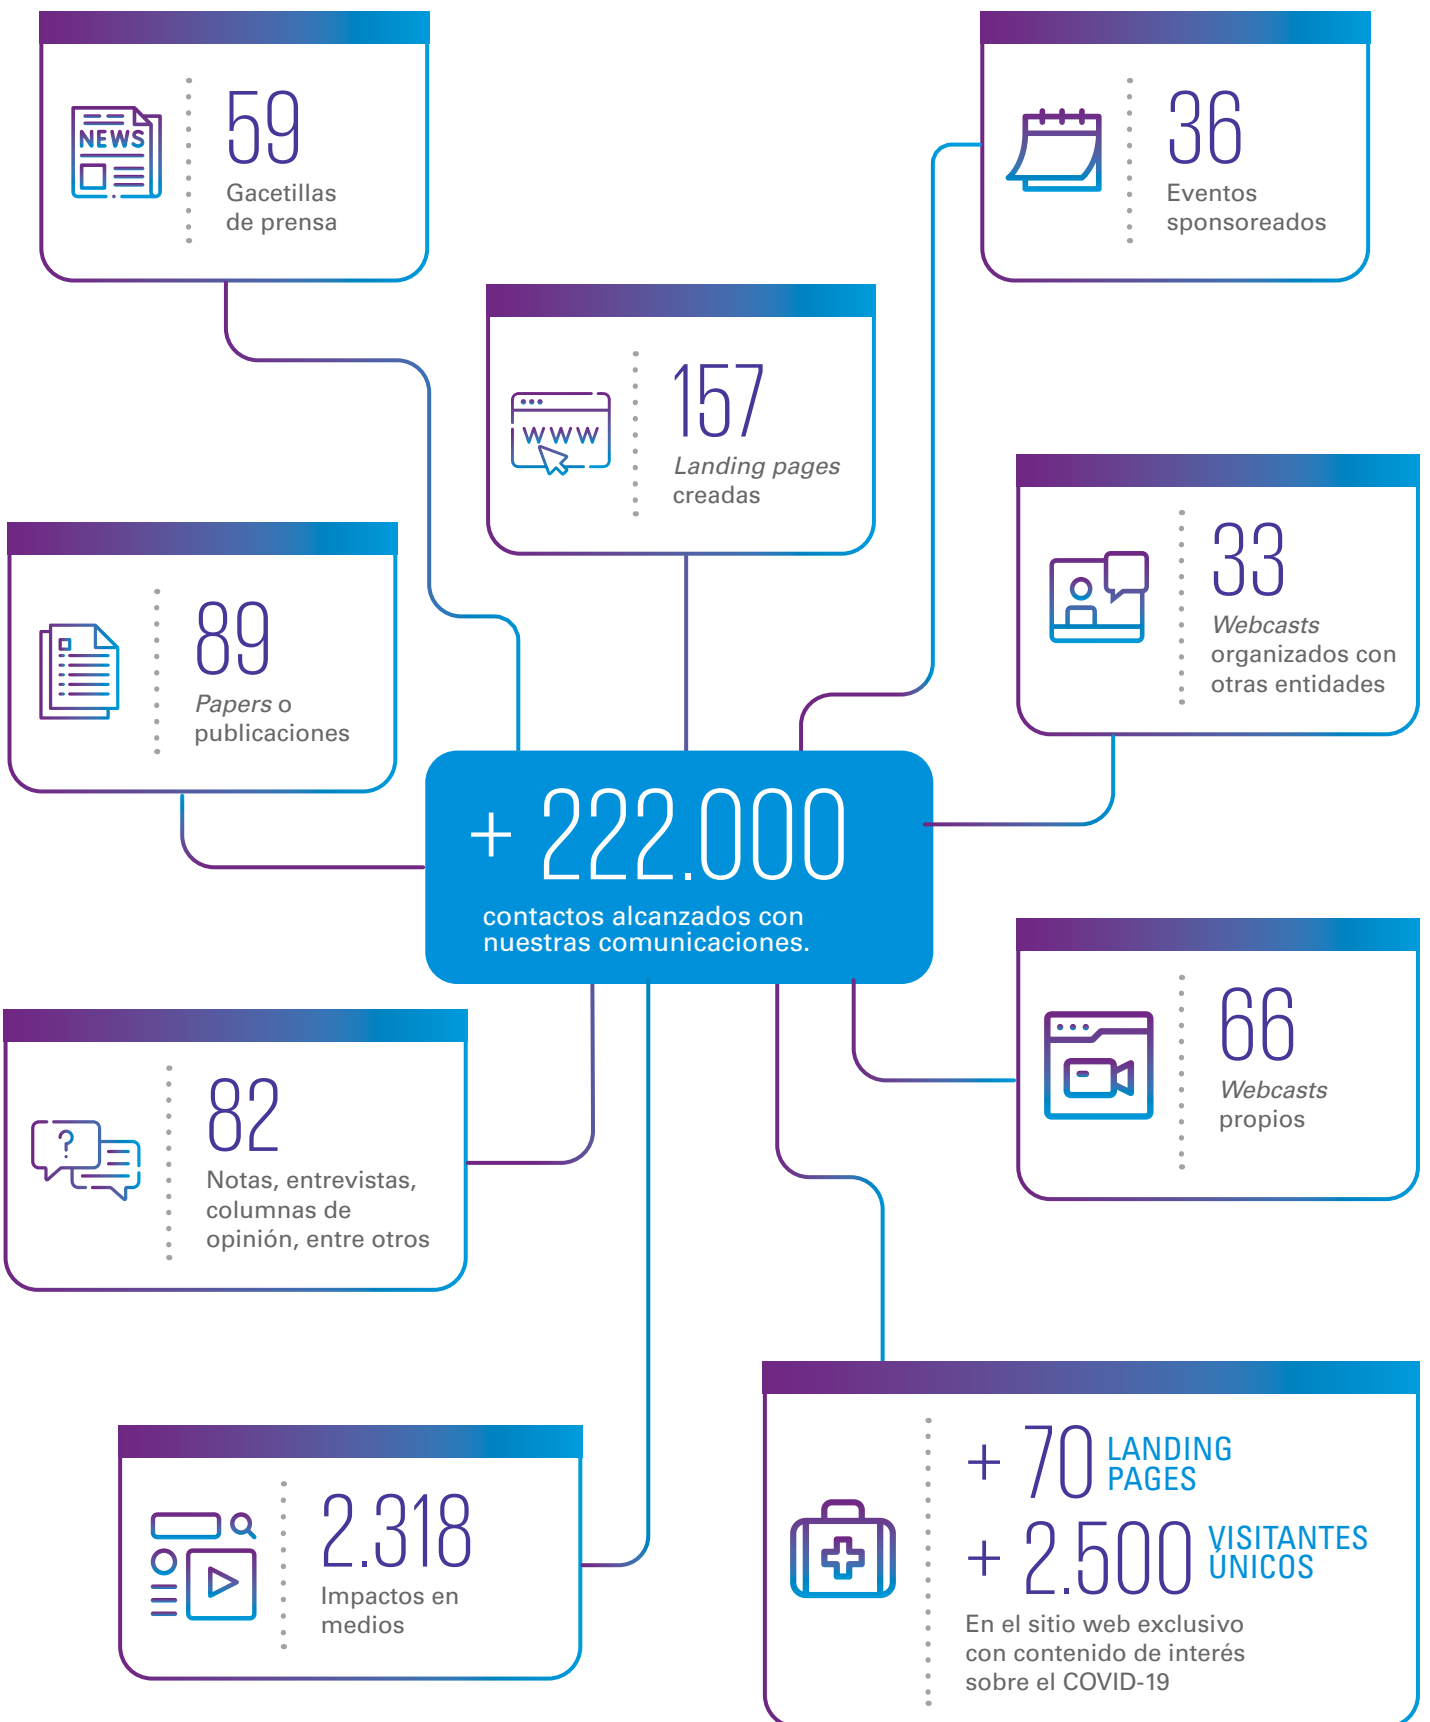 NEWS
59
Gacetillas
de prensa
36
Eventos
sponsoreados
WWW
157
Landing pages
creadas
33
Webcasts
organizados con
otras entidades
89
Papers o
publicaciones
+ 222.000
contactos alcanzados con
nuestras comunicaciones.
66
Webcasts
propios
?
82
Notas, entrevistas,
columnas de
opinión, entre otros
2.318
Impactos en
medios
+ 70 LANDING
PAGES
+ 2.500 VISITANTES
ÚNICOS
En el sitio web exclusivo
con contenido de interés
sobre el COVID-19